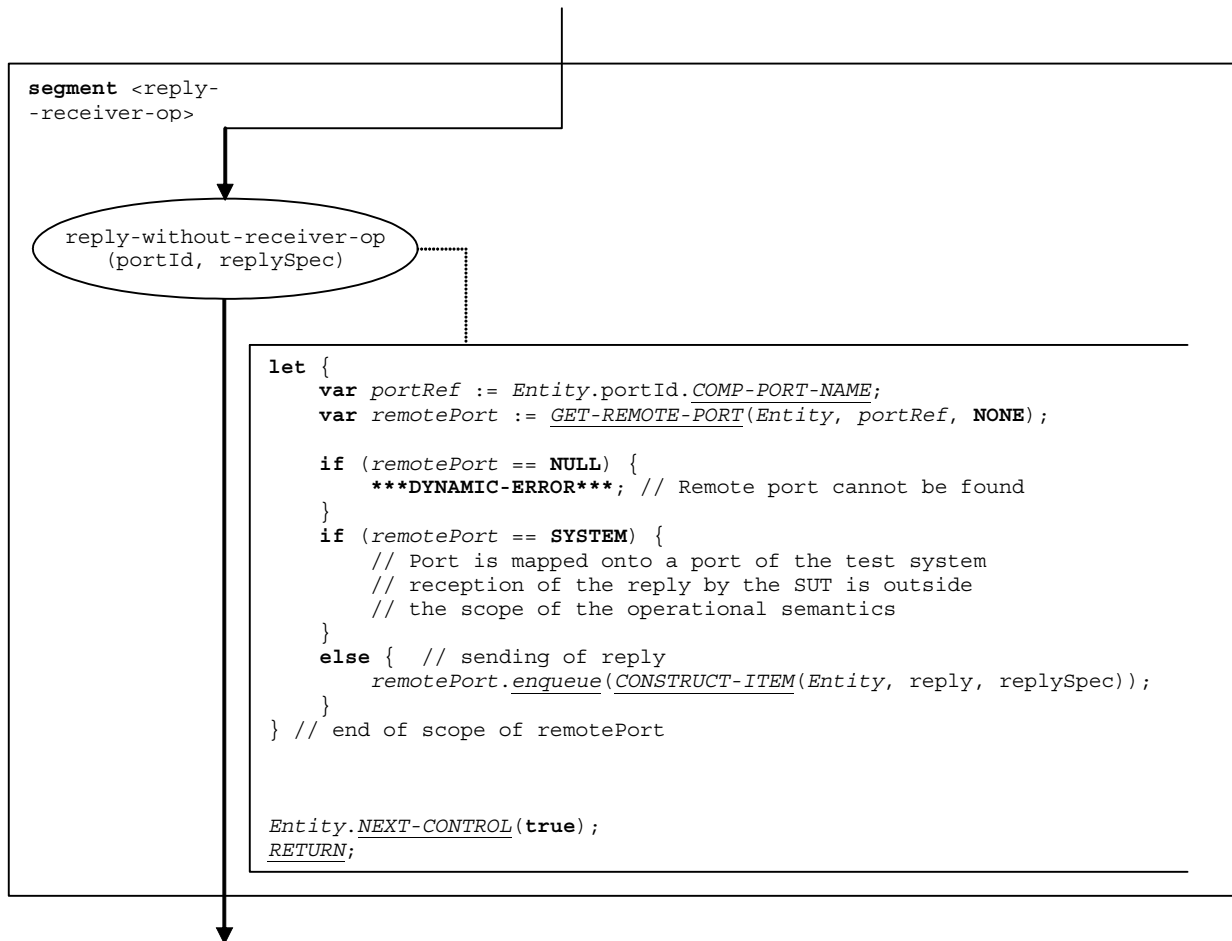 segment <reply-
-receiver-op>
reply-without-receiver-op
(portId, replySpec)
let {
var portRef := Entity.portId.COMP-PORT-NAME;
var remotePort := GET-REMOTE-PORT(Entity, portRef, NONE);
if (remotePort == NULL) {
***DYNAMIC-ERROR***; // Remote port cannot be found
}
if (remotePort == SYSTEM) {
// Port is mapped onto a port of the test system
// reception of the reply by the SUT is outside
// the scope of the operational semantics
}
else { // sending of reply
remotePort.enqueue(CONSTRUCT-ITEM(Entity, reply, replySpec));
}
} // end of scope of remotePort
Entity.NEXT-CONTROL(true);
RETURN;